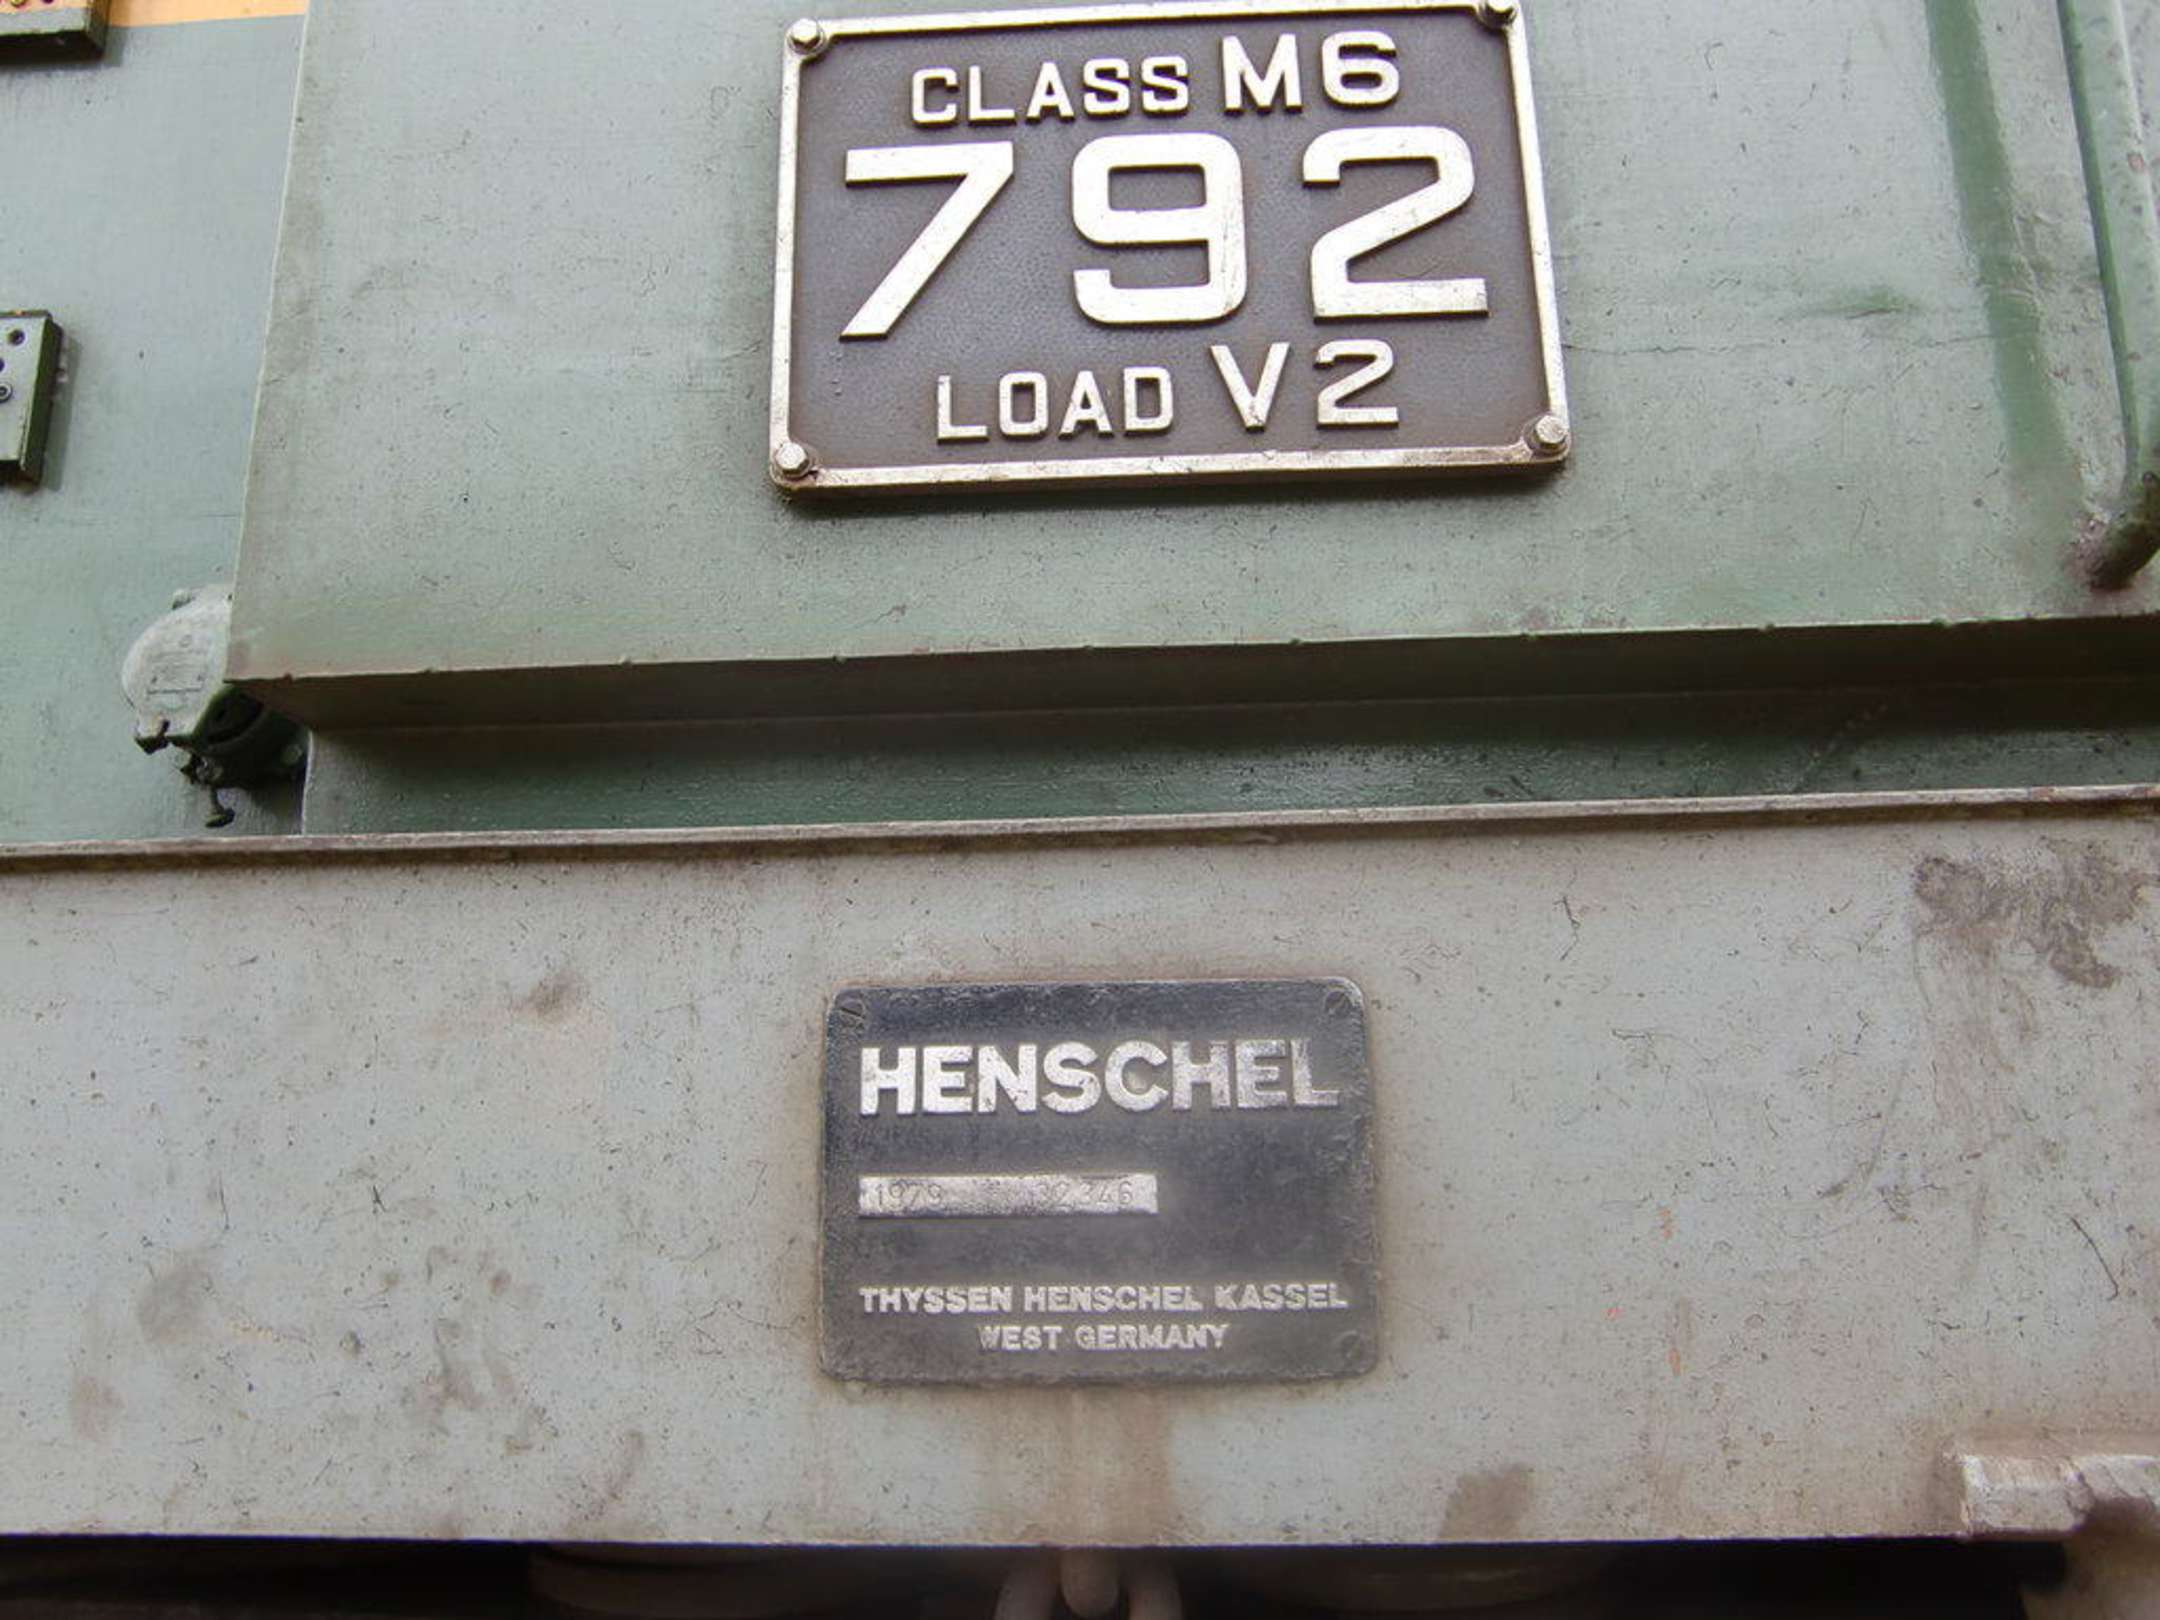 CLASS M6
792
LOAD V2
HENSCHEL
1979 32346
THYSSEN HENSCHEL KASSEL
WEST GERMANY